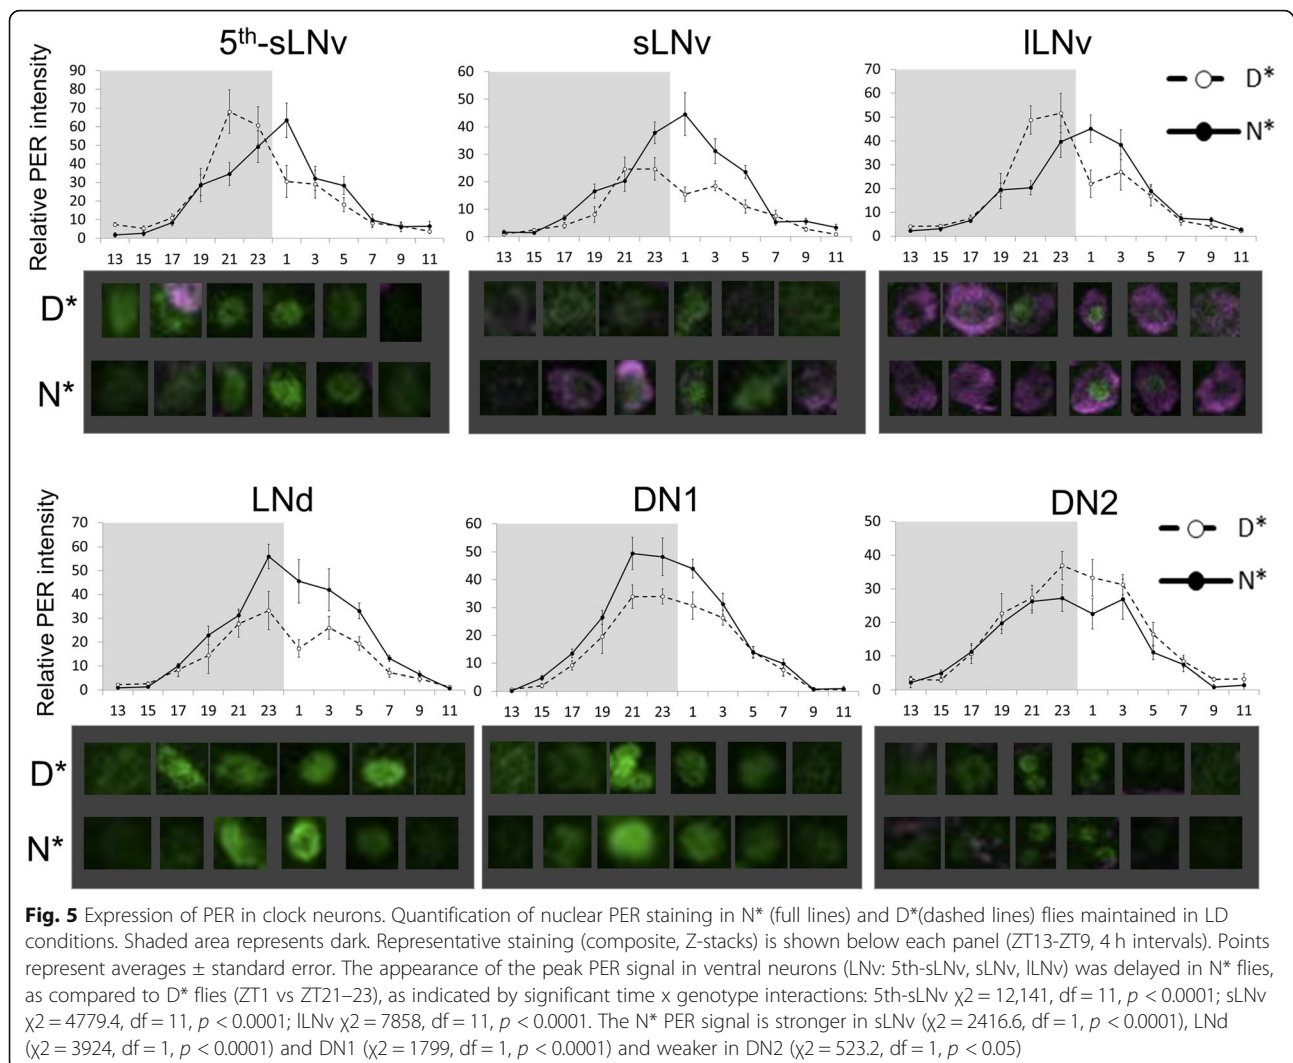 5th-sLNv
sLNv
lLNv
Relative PER intensity
90
80
70
60
50
40
30
20
10
0
13 15 17 19 21 23 1 3 5 7 9 11
60
50
40
30
20
10
0
13 15 17 19 21 23 1 3 5 7 9 11
70
60
50
40
30
20
10
0
13 15 17 19 21 23 1 3 5 7 9 11
D*
N*
D*
N*
LNd
DN1
DN2
Relative PER intensity
70
60
50
40
30
20
10
0
13 15 17 19 21 23 1 3 5 7 9 11
60
50
40
30
20
10
0
13 15 17 19 21 23 1 3 5 7 9 11
50
40
30
20
10
0
13 15 17 19 21 23 1 3 5 7 9 11
D*
N*
D*
N*
Fig. 5 Expression of PER in clock neurons. Quantification of nuclear PER staining in N* (full lines) and D*(dashed lines) flies maintained in LD
conditions. Shaded area represents dark. Representative staining (composite, Z-stacks) is shown below each panel (ZT13-ZT9, 4 h intervals). Points
represent averages ± standard error. The appearance of the peak PER signal in ventral neurons (LNv: 5th-sLNv, sLNv, lLNv) was delayed in N* flies,
as compared to D* flies (ZT1 vs ZT21–23), as indicated by significant time x genotype interactions: 5th-sLNv χ2 = 12,141, df = 11, p < 0.0001; sLNv
χ2 = 4779.4, df = 11, p < 0.0001; lLNv χ2 = 7858, df = 11, p < 0.0001. The N* PER signal is stronger in sLNv (χ2 = 2416.6, df = 1, p < 0.0001), LNd
(χ2 = 3924, df = 1, p < 0.0001) and DN1 (χ2 = 1799, df = 1, p < 0.0001) and weaker in DN2 (χ2 = 523.2, df = 1, p < 0.05)